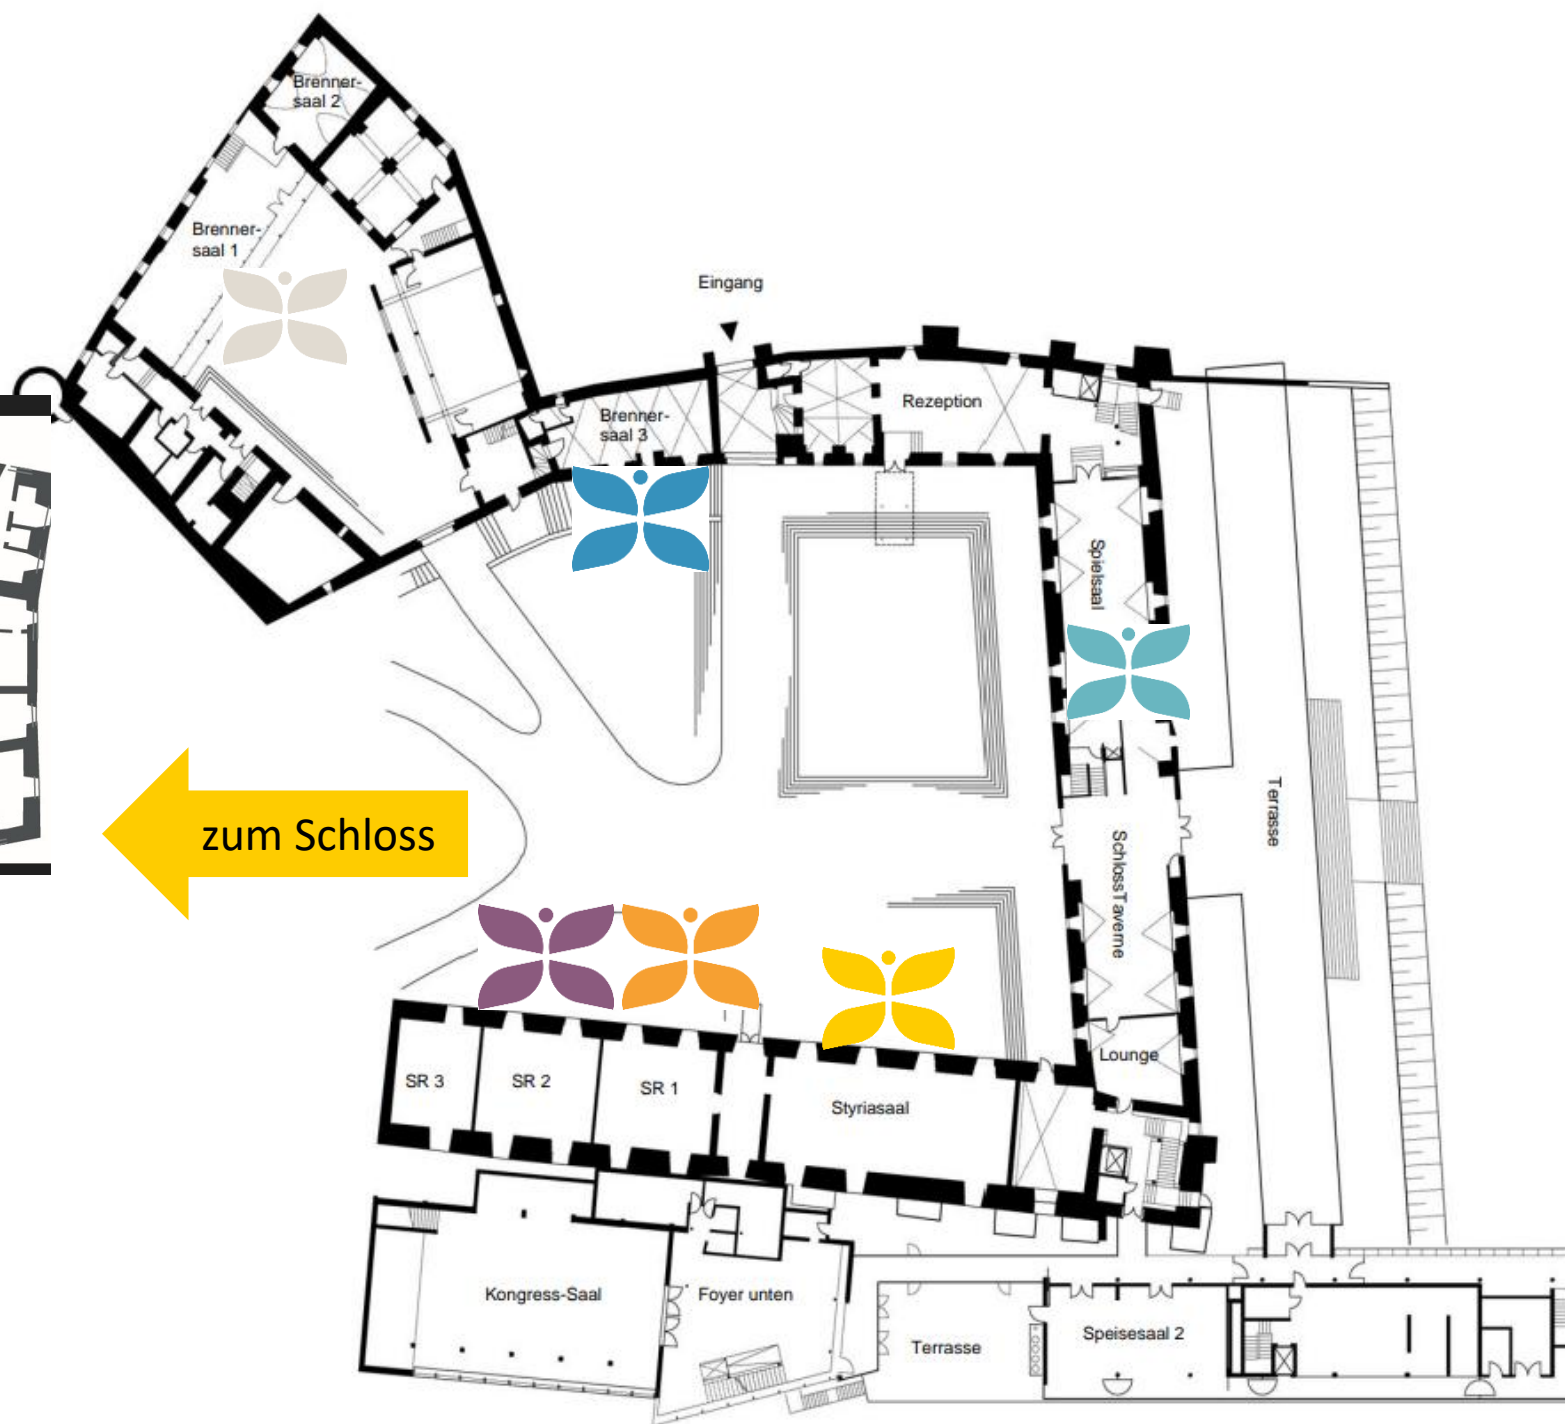 Brenner-
saal 2
Brenner-
saal 1
Eingang
Brenner-
saal 3
Rezeption
Spielsaal
Terrasse
zum Schloss
SchlossTaverne
Lounge
SR 3
SR 2
SR 1
Styriasaal
Kongress-Saal
Foyer unten
Terrasse
Speisesaal 2